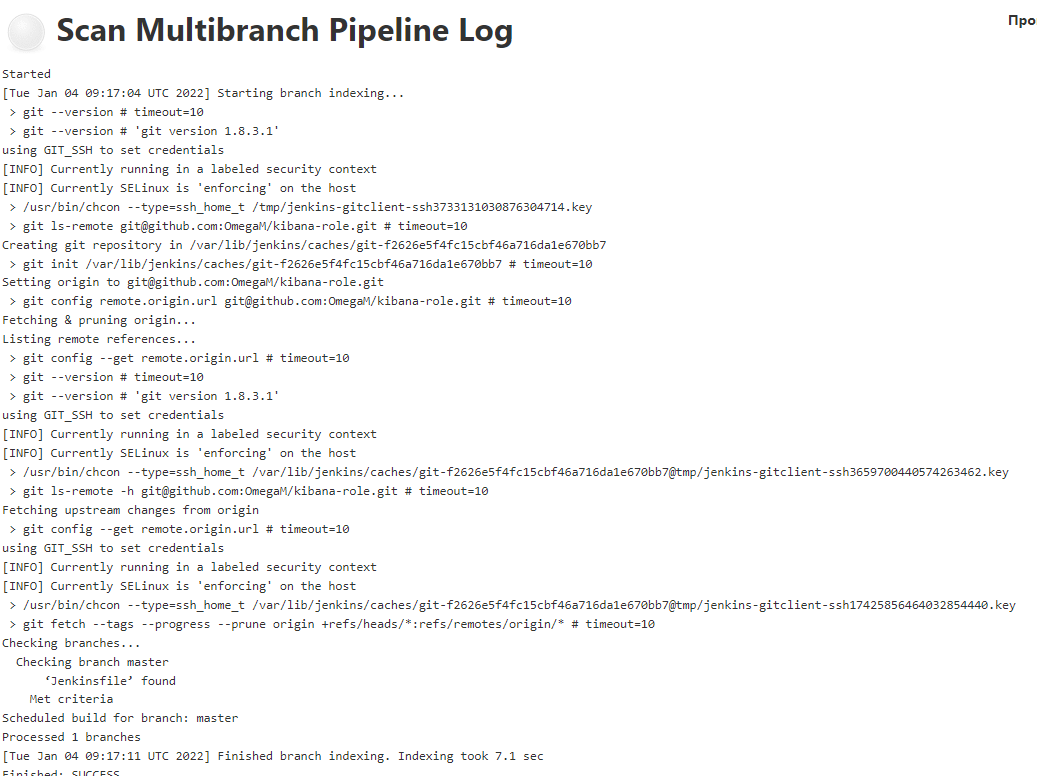 Scan Multibranch Pipeline Log
Про
Started
[Tue Jan 04 09:17:04 UTC 2022] Starting branch indexing...
> git --version # timeout=10
> git --version # 'git version 1.8.3.1'
using GIT_SSH to set credentials
[INFO] Currently running in a labeled security context
[INFO] Currently SELinux is 'enforcing' on the host
> /usr/bin/chcon --type=ssh_home_t /tmp/jenkins-gitclient-ssh3733131030876304714.key
> git ls-remote git@github.com:OmegaM/kibana-role.git # timeout=10
Creating git repository in /var/lib/jenkins/caches/git-f2626e5f4fc15cbf46a716da1e670bb7
> git init /var/lib/jenkins/caches/git-f2626e5f4fc15cbf46a716da1e670bb7 # timeout=10
Setting origin to git@github.com:OmegaM/kibana-role.git
> git config remote.origin.url git@github.com:OmegaM/kibana-role.git # timeout=10
Fetching & pruning origin...
Listing remote references...
> git config --get remote.origin.url # timeout=10
> git --version # timeout=10
> git --version # 'git version 1.8.3.1'
using GIT_SSH to set credentials
[INFO] Currently running in a labeled security context
[INFO] Currently SELinux is 'enforcing' on the host
> /usr/bin/chcon --type=ssh_home_t /var/lib/jenkins/caches/git-f2626e5f4fc15cbf46a716da1e670bb7@tmp/jenkins-gitclient-ssh3659700440574263462.key
> git ls-remote -h git@github.com:OmegaM/kibana-role.git # timeout=10
Fetching upstream changes from origin
> git config --get remote.origin.url # timeout=10
using GIT_SSH to set credentials
[INFO] Currently running in a labeled security context
[INFO] Currently SELinux is 'enforcing' on the host
> /usr/bin/chcon --type=ssh_home_t /var/lib/jenkins/caches/git-f2626e5f4fc15cbf46a716da1e670bb7@tmp/jenkins-gitclient-ssh17425856464032854440.key
> git fetch --tags --progress --prune origin +refs/heads/*:refs/remotes/origin/* # timeout=10
Checking branches...
Checking branch master
‘Jenkinsfile’ found
Met criteria
Scheduled build for branch: master
Processed 1 branches
[Tue Jan 04 09:17:11 UTC 2022] Finished branch indexing. Indexing took 7.1 sec
Finished: SUCCESS